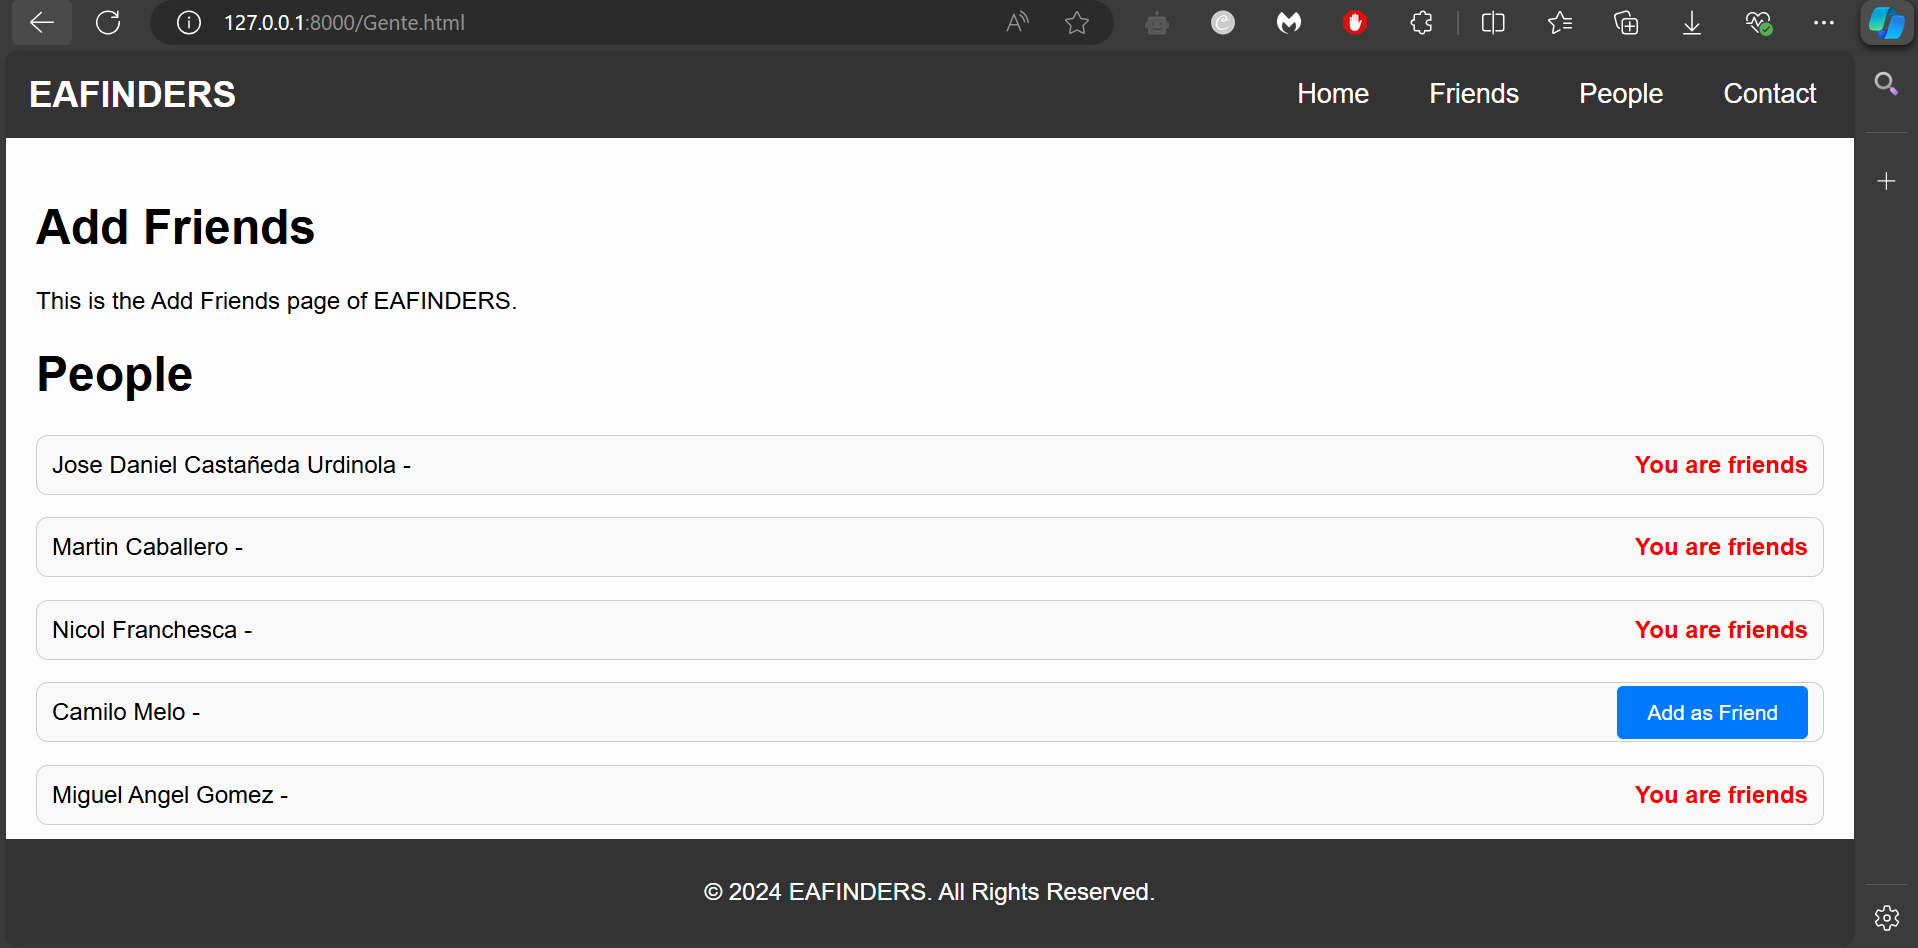 127.0.0.1:8000/Gente.html
EAFINDERS
Home Friends People Contact
Add Friends
This is the Add Friends page of EAFINDERS.
People
Jose Daniel Castañeda Urdinola - You are friends
Martin Caballero - You are friends
Nicol Franchesca - You are friends
Camilo Melo - Add as Friend
Miguel Angel Gomez - You are friends
© 2024 EAFINDERS. All Rights Reserved.